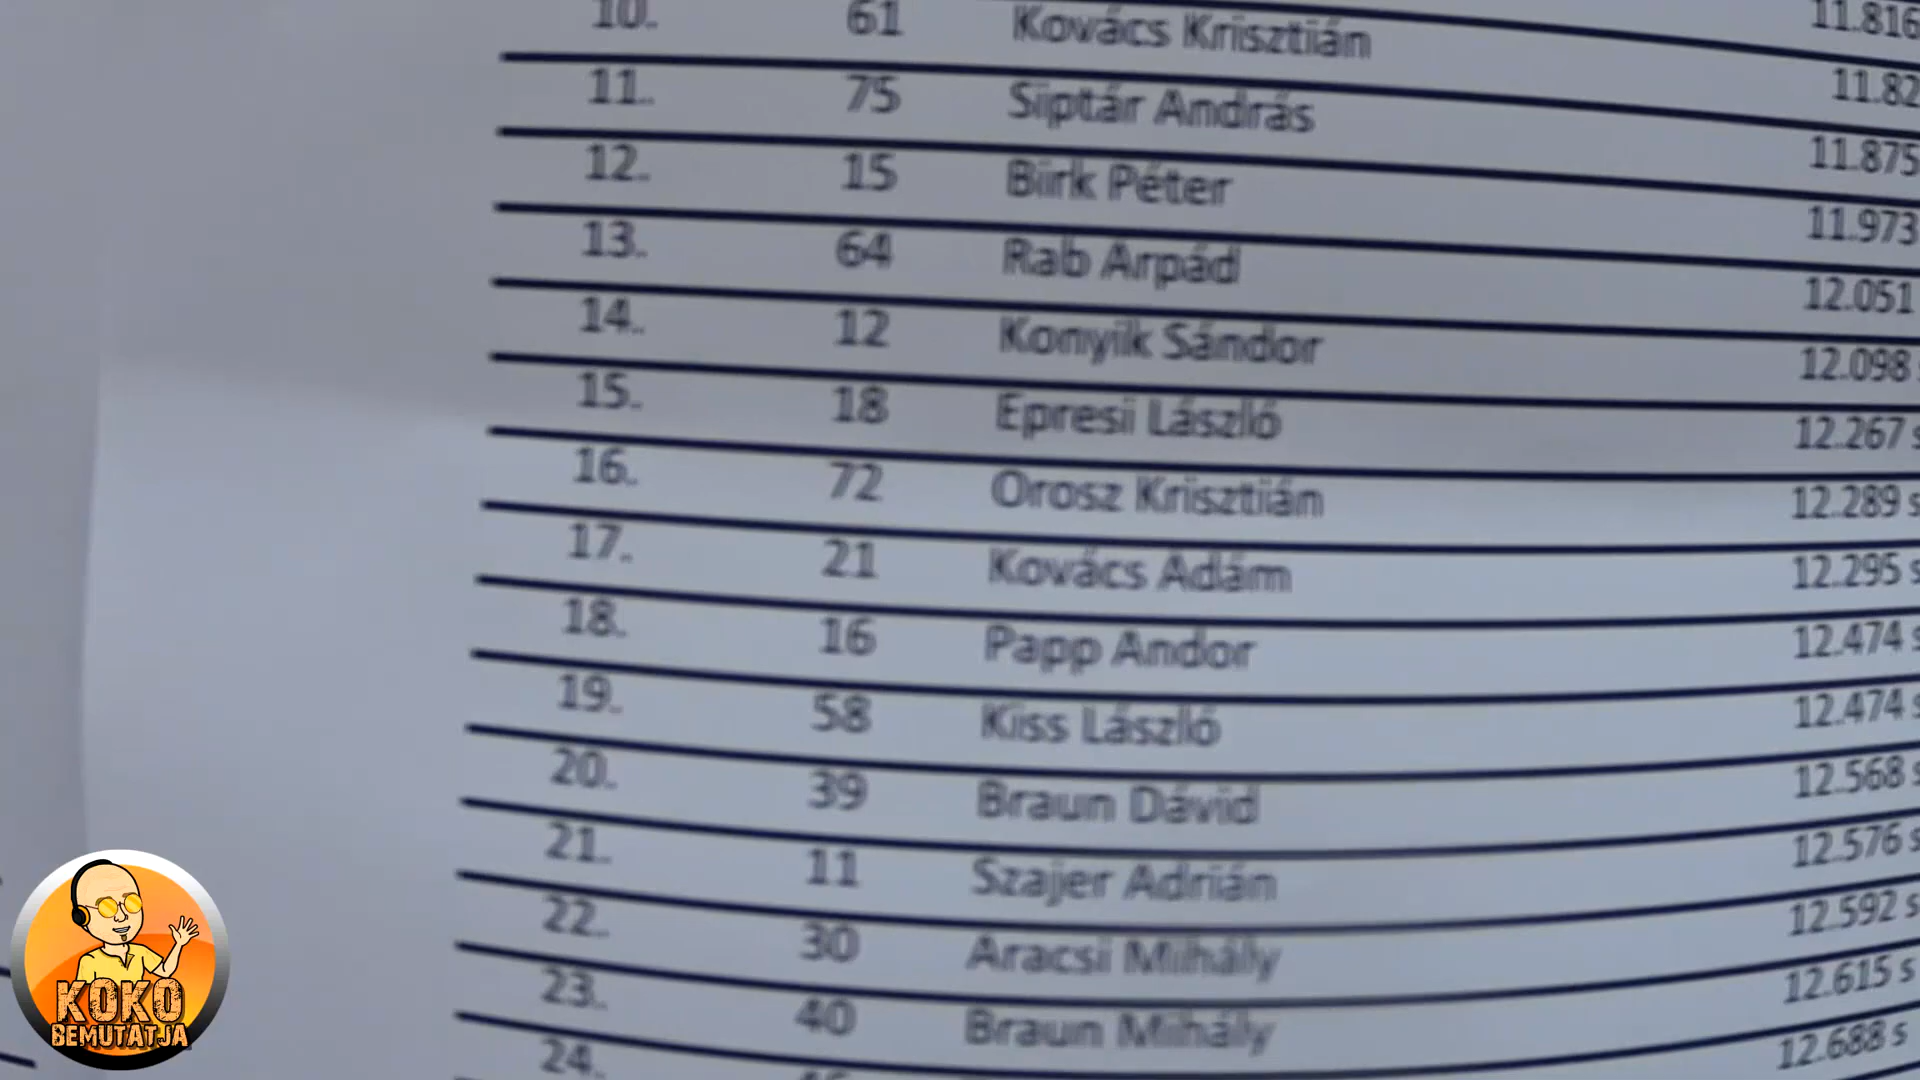 11.816
10. 61 Kovács Krisztián 11.82
11. 75 Siptár András 11.875
12. 15 Birk Péter 11.973
13. 64 Rab Arpád 12.051
14. 12 Konyik Sándor 12.098 s
15. 18 Epresi László 12.267 s
16. 72 Orosz Krisztián 12.289 s
17. 21 Kovács Adám 12.295 s
18. 16 Papp Andor 12.474 s
19. 58 Kiss László 12.474 s
20. 39 Braun Dávid 12.568 s
21. 11 Szajer Adrián 12.576 s
22. 30 Aracsi Mihály 12.592 s
23. 40 Braun Mihály 12.615 s
24. 12.688 s
KOKO
BEMUTATJA